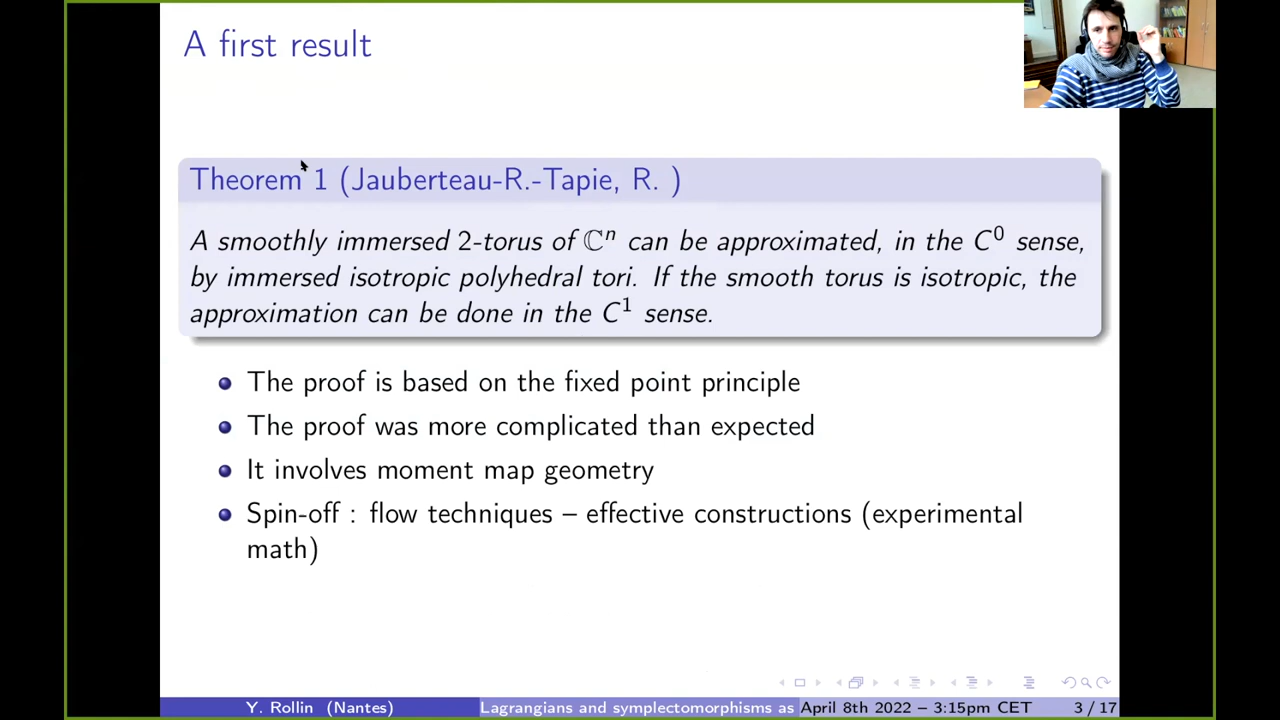 A first result
Theorem 1 (Jauberteau-R.-Tapie, R. )
A smoothly immersed 2-torus of ℂⁿ can be approximated, in the C⁰ sense,
by immersed isotropic polyhedral tori. If the smooth torus is isotropic, the
approximation can be done in the C¹ sense.
The proof is based on the fixed point principle
The proof was more complicated than expected
It involves moment map geometry
Spin-off : flow techniques – effective constructions (experimental
math)
Y. Rollin (Nantes) Lagrangians and symplectomorphisms as April 8th 2022 – 3:15pm CET 3 / 17